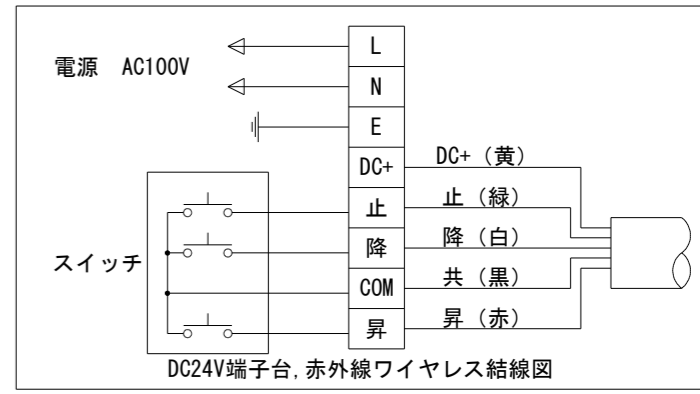 電源 AC100V
L
N
E
DC+
止
降
COM
昇
DC+（黄）
止（緑）
降（白）
共（黒）
昇（赤）
スイッチ
DC24V端子台,赤外線ワイヤレス結線図